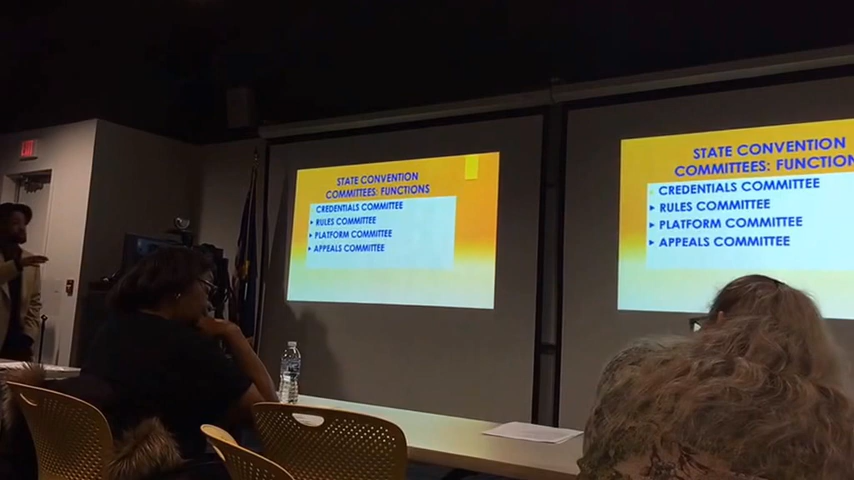 EXIT
STATE CONVENTION
COMMITTEES: FUNCTIONS
CREDENTIALS COMMITTEE
RULES COMMITTEE
PLATFORM COMMITTEE
APPEALS COMMITTEE
STATE CONVENTION
COMMITTEES: FUNCTION
CREDENTIALS COMMITTEE
RULES COMMITTEE
PLATFORM COMMITTEE
APPEALS COMMITTEE